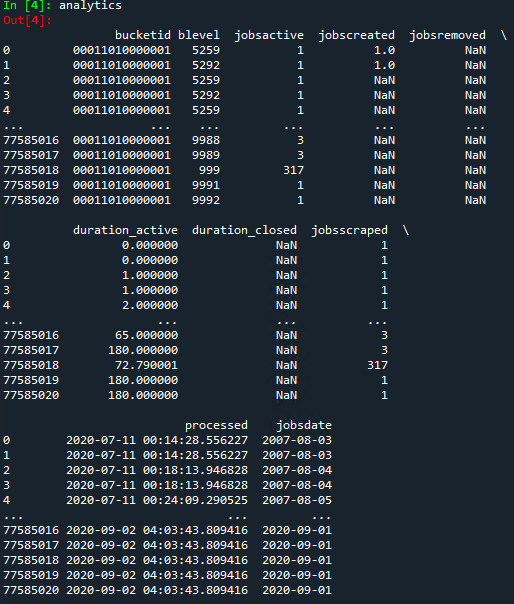 In [4]: analytics
Out[4]:
bucketid blevel jobsactive jobscreated jobsremoved \
0 00011010000001 5259 1 1.0 NaN
1 00011010000001 5292 1 1.0 NaN
2 00011010000001 5259 1 NaN NaN
3 00011010000001 5292 1 NaN NaN
4 00011010000001 5259 1 NaN NaN
... ... ... ... ... ...
77585016 00011010000001 9988 3 NaN NaN
77585017 00011010000001 9989 3 NaN NaN
77585018 00011010000001 999 317 NaN NaN
77585019 00011010000001 9991 1 NaN NaN
77585020 00011010000001 9992 1 NaN NaN
duration_active duration_closed jobsscraped \
0 0.000000 NaN 1
1 0.000000 NaN 1
2 1.000000 NaN 1
3 1.000000 NaN 1
4 2.000000 NaN 1
... ... ... ...
77585016 65.000000 NaN 3
77585017 180.000000 NaN 3
77585018 72.790001 NaN 317
77585019 180.000000 NaN 1
77585020 180.000000 NaN 1
processed jobsdate
0 2020-07-11 00:14:28.556227 2007-08-03
1 2020-07-11 00:14:28.556227 2007-08-03
2 2020-07-11 00:18:13.946828 2007-08-04
3 2020-07-11 00:18:13.946828 2007-08-04
4 2020-07-11 00:24:09.290525 2007-08-05
... ... ...
77585016 2020-09-02 04:03:43.809416 2020-09-01
77585017 2020-09-02 04:03:43.809416 2020-09-01
77585018 2020-09-02 04:03:43.809416 2020-09-01
77585019 2020-09-02 04:03:43.809416 2020-09-01
77585020 2020-09-02 04:03:43.809416 2020-09-01